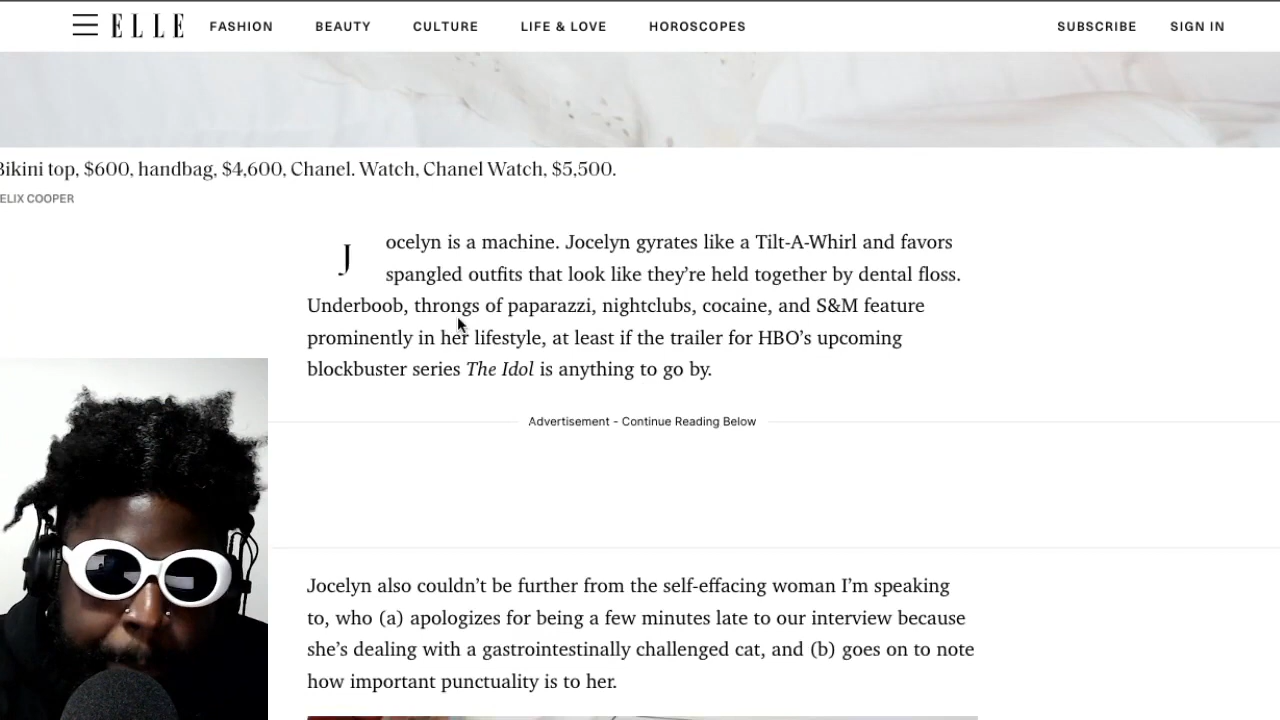 ELLE FASHION BEAUTY CULTURE LIFE & LOVE HOROSCOPES SUBSCRIBE SIGN IN
Bikini top, $600, handbag, $4,600, Chanel. Watch, Chanel Watch, $5,500.
ELIX COOPER
Jocelyn is a machine. Jocelyn gyrates like a Tilt-A-Whirl and favors
spangled outfits that look like they’re held together by dental floss.
Underboob, throngs of paparazzi, nightclubs, cocaine, and S&M feature
prominently in her lifestyle, at least if the trailer for HBO’s upcoming
blockbuster series The Idol is anything to go by.
Advertisement - Continue Reading Below
Jocelyn also couldn’t be further from the self-effacing woman I’m speaking
to, who (a) apologizes for being a few minutes late to our interview because
she’s dealing with a gastrointestinally challenged cat, and (b) goes on to note
how important punctuality is to her.